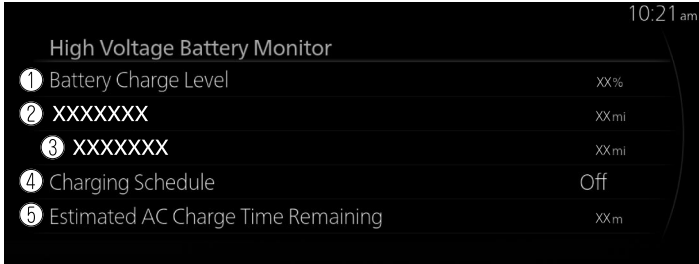 10:21 am
High Voltage Battery Monitor
① Battery Charge Level XX%
② XXXXXXX XX mi
③ XXXXXXX XX mi
④ Charging Schedule Off
⑤ Estimated AC Charge Time Remaining XX m